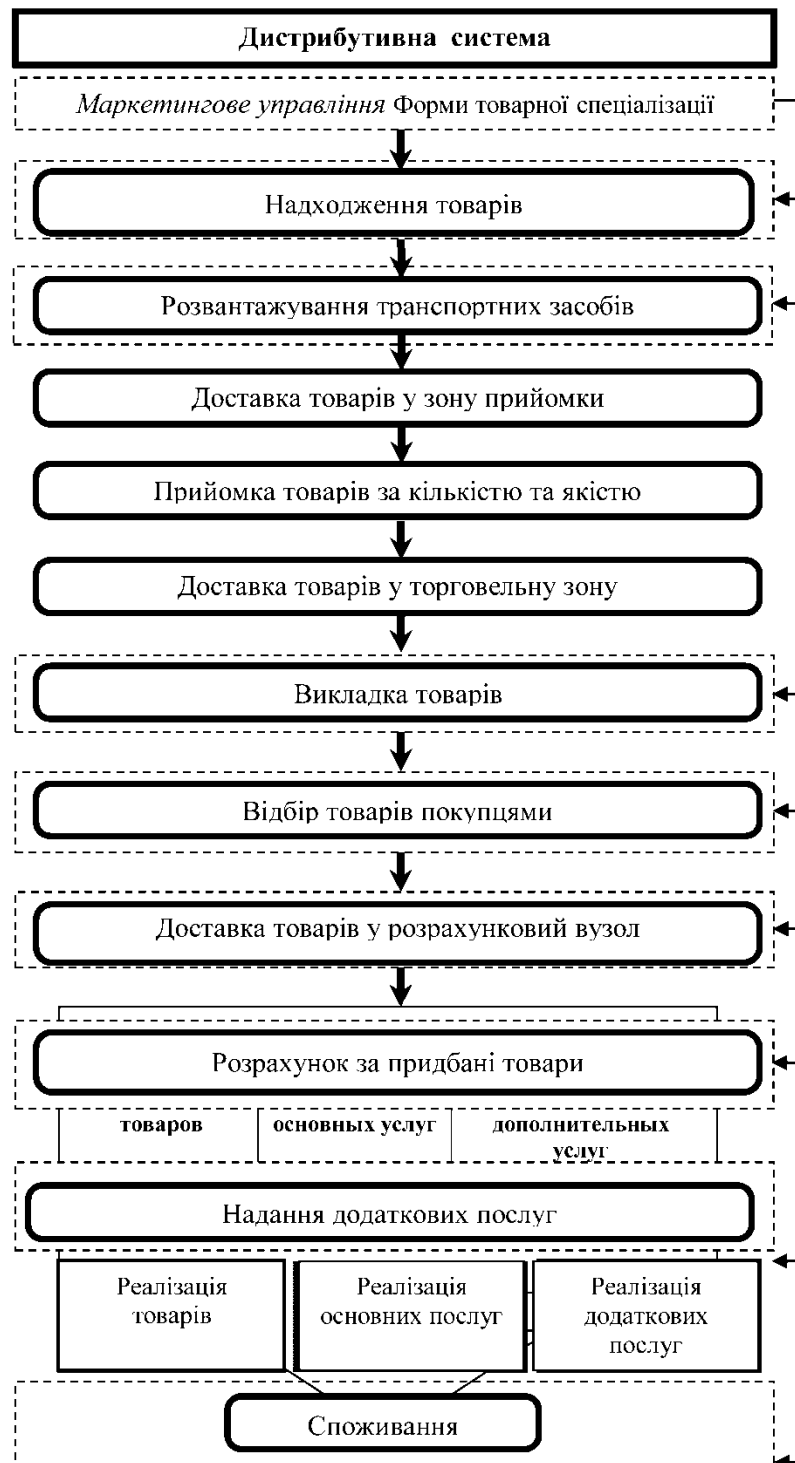 Дистрибутивна система
Маркетингове управління Форми товарної спеціалізації
Надходження товарів
Розвантажування транспортних засобів
Доставка товарів у зону прийомки
Прийомка товарів за кількістю та якістю
Доставка товарів у торговельну зону
Викладка товарів
Відбір товарів покупцями
Доставка товарів у розрахунковий вузол
Розрахунок за придбані товари
товаров
основных услуг
дополнительных
услуг
Надання додаткових послуг
Реалізація
товарів
Реалізація
основних послуг
Реалізація
додаткових
послуг
Споживання